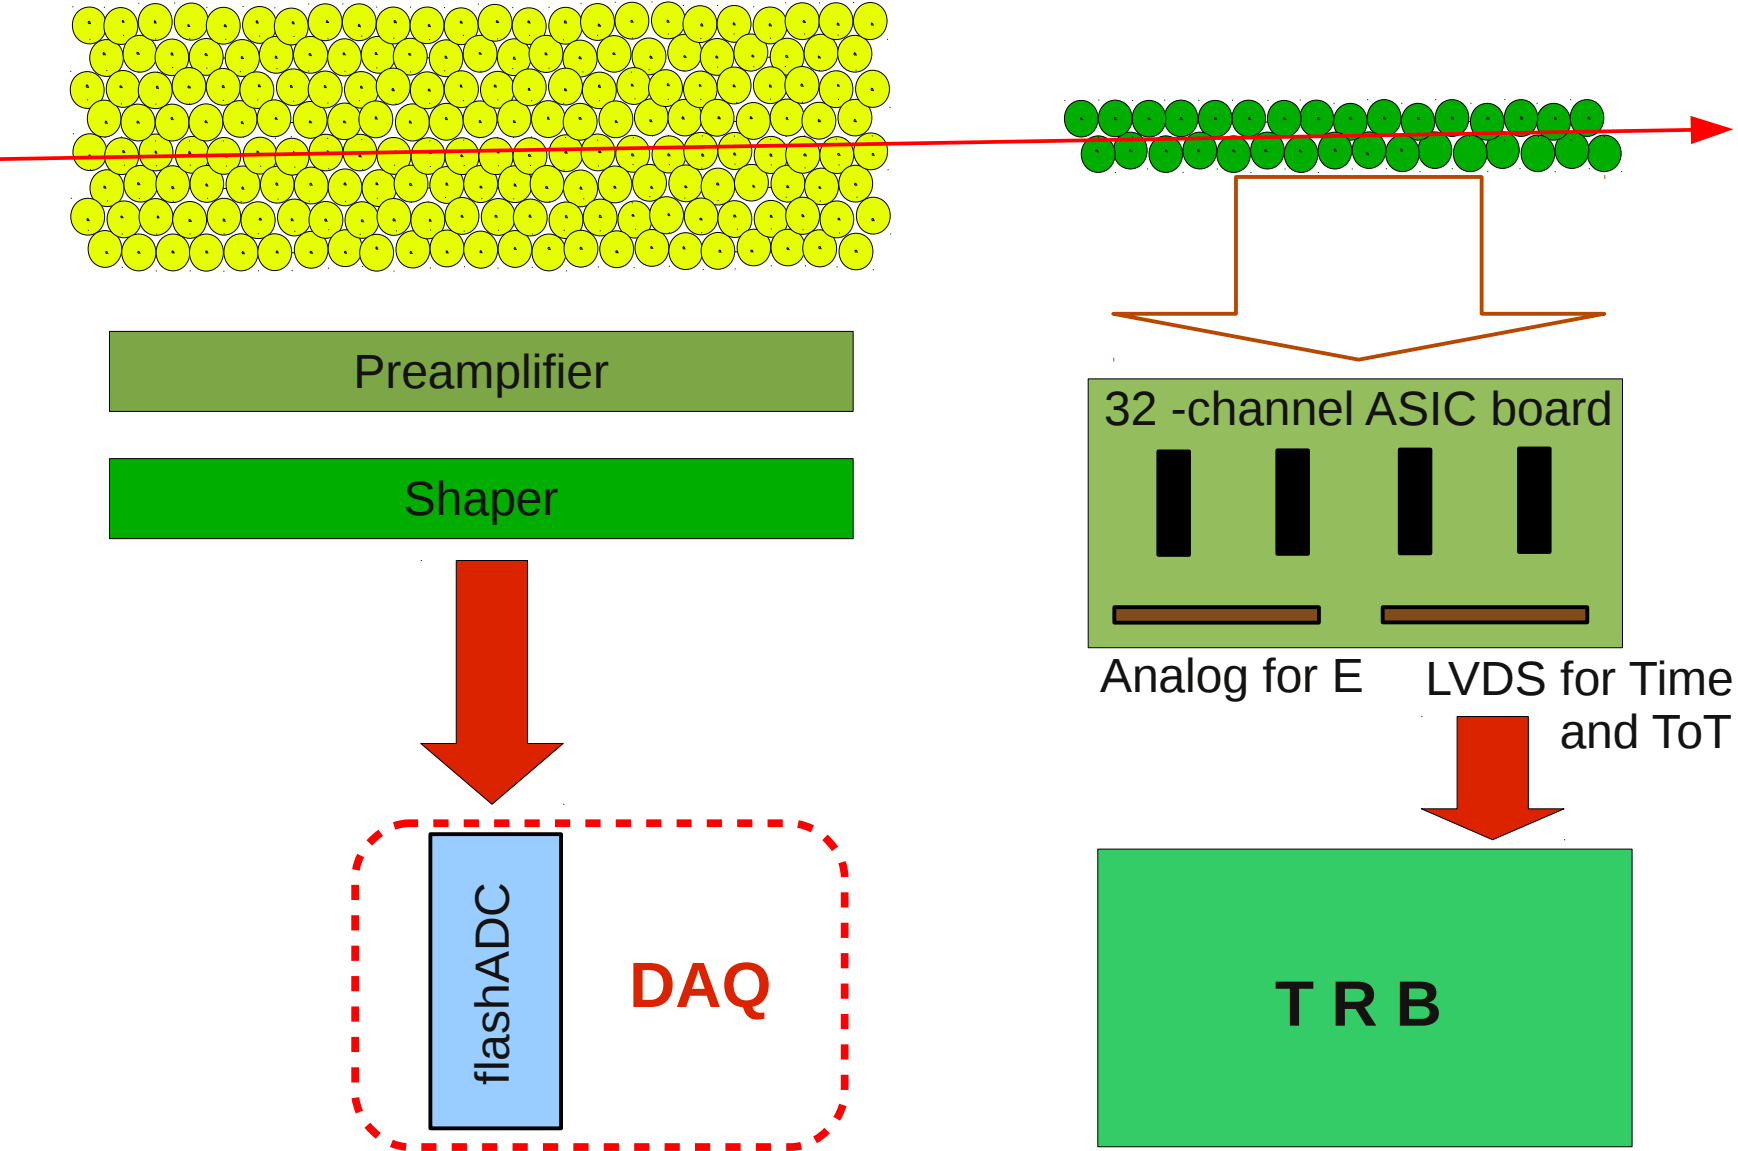 Preamplifier
Shaper
flashADC
DAQ
32 -channel ASIC board
Analog for E
LVDS for Time
and ToT
T R B